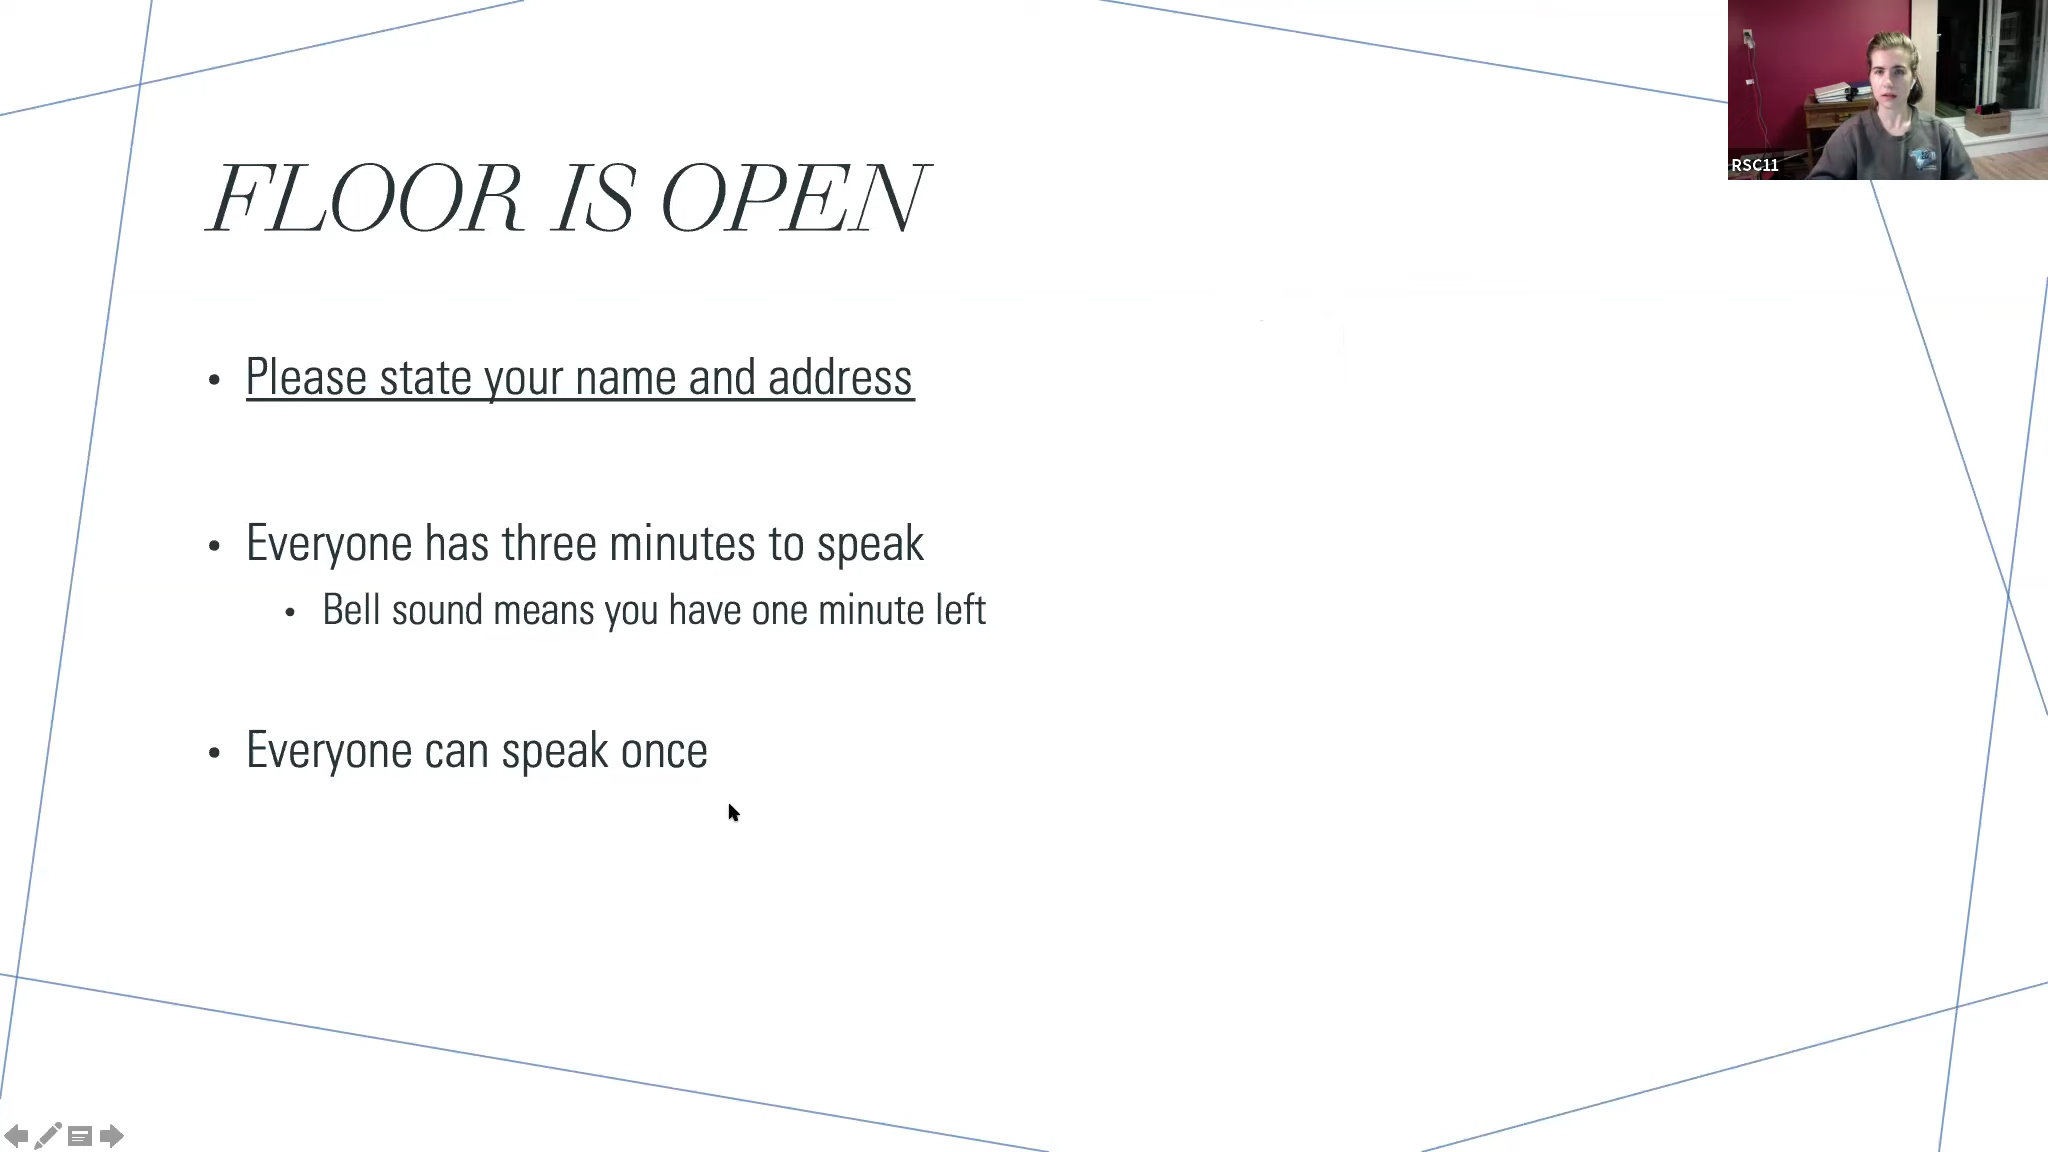 RSC11
FLOOR IS OPEN
• Please state your name and address
• Everyone has three minutes to speak
• Bell sound means you have one minute left
• Everyone can speak once